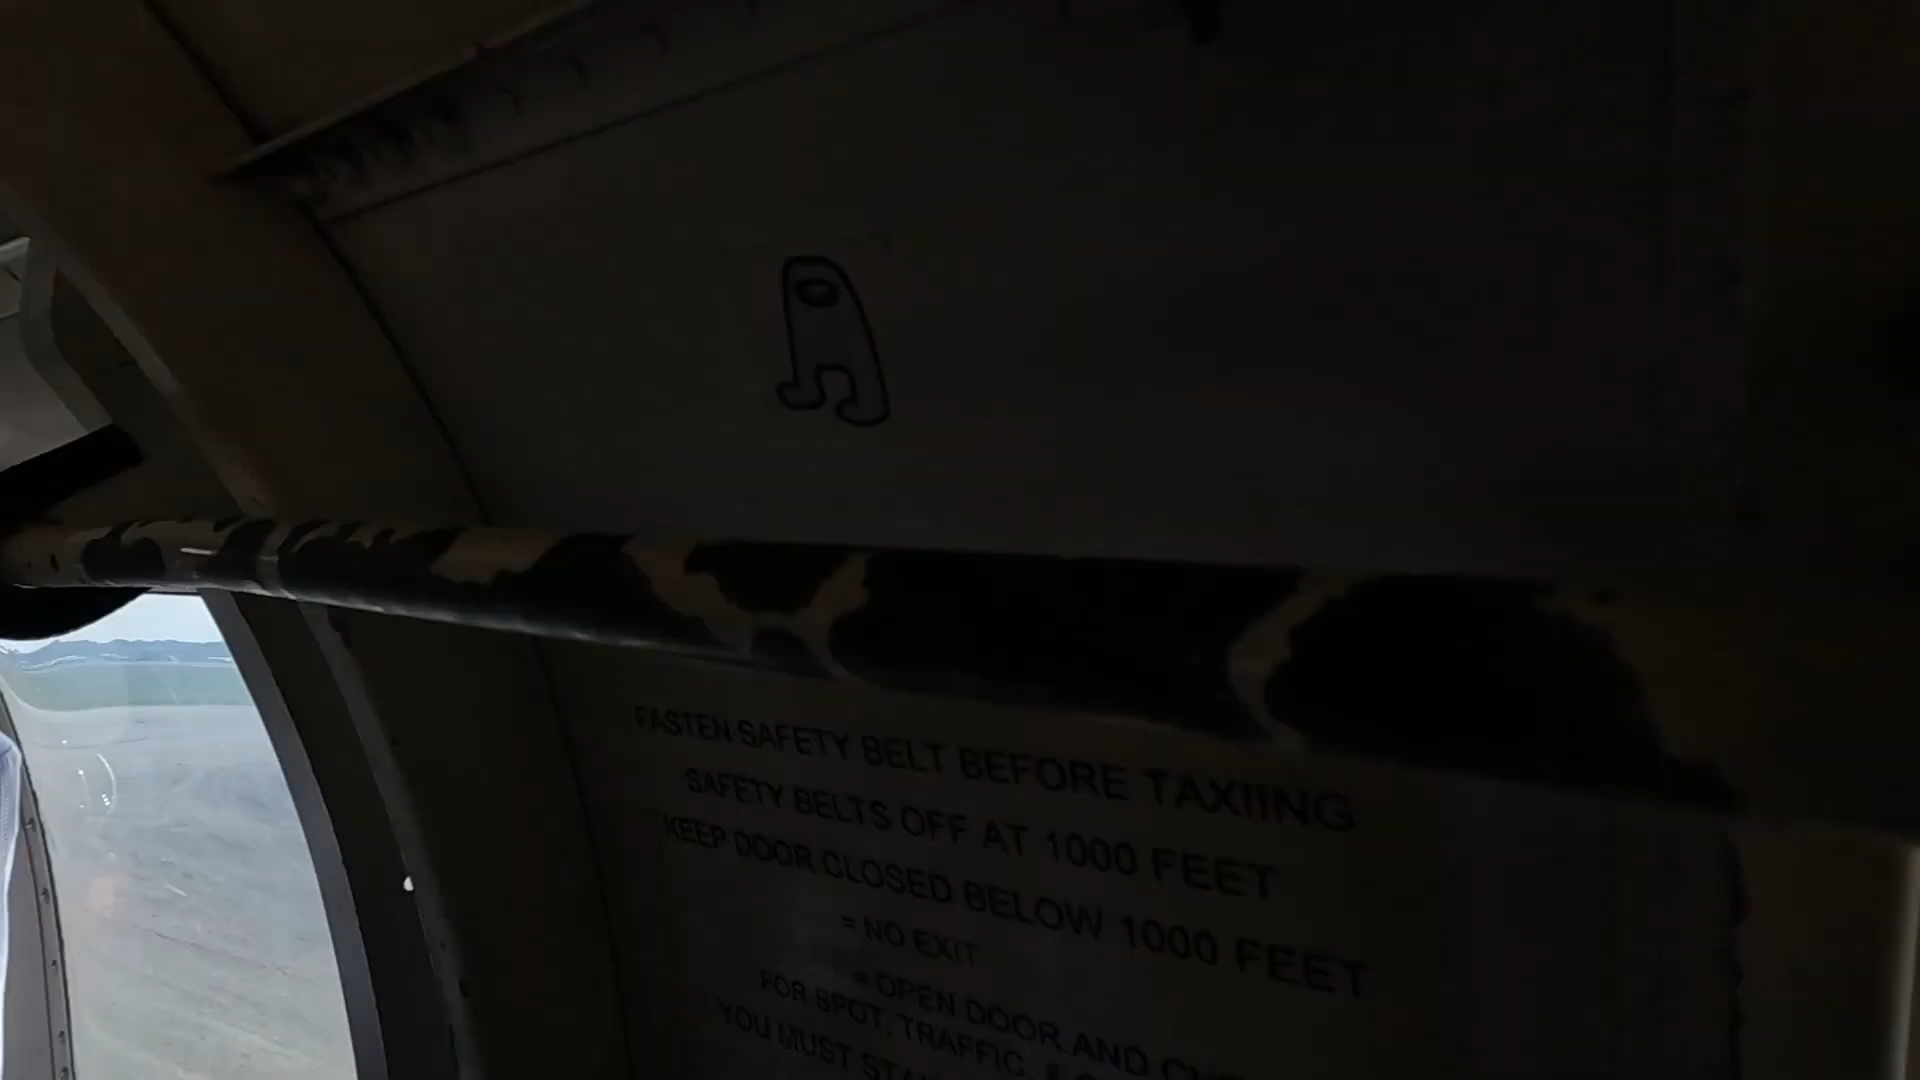 FASTEN SAFETY BELT BEFORE TAXIING
SAFETY BELTS OFF AT 1000 FEET
KEEP DOOR CLOSED BELOW 1000 FEET
= NO EXIT
= OPEN DOOR AND
FOR SPOT, TRAFFIC,
YOU MUST